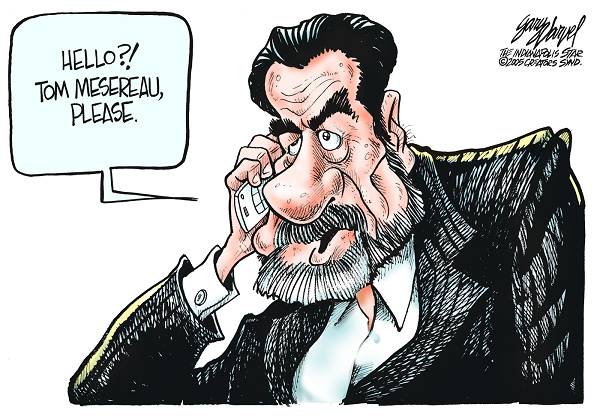 HELLO?!
TOM MESEREAU,
PLEASE.
Gary Varvel
THE INDIANAPOLIS STAR
©2005 CREATORS SYND.